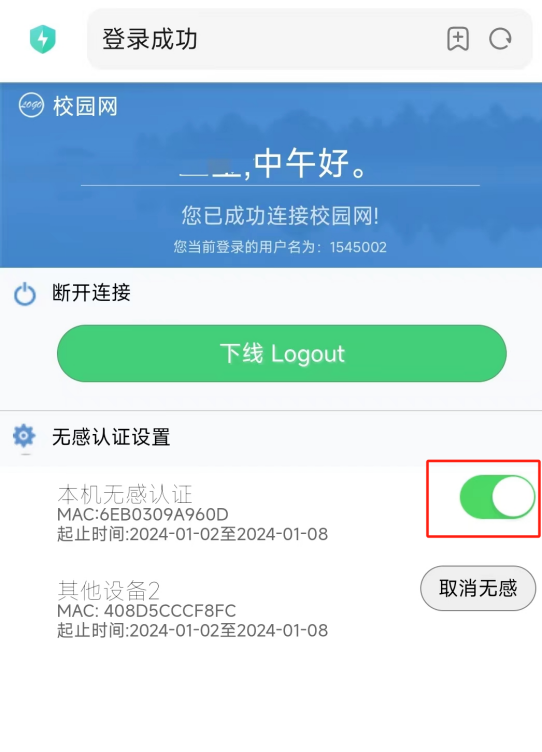 登录成功
LOGO 校园网
,中午好。
您已成功连接校园网!
您当前登录的用户名为：1545002
断开连接
下线 Logout
无感认证设置
本机无感认证
MAC:6EB0309A960D
起止时间:2024-01-02至2024-01-08
其他设备2
MAC: 408D5CCCF8FC
起止时间:2024-01-02至2024-01-08
取消无感